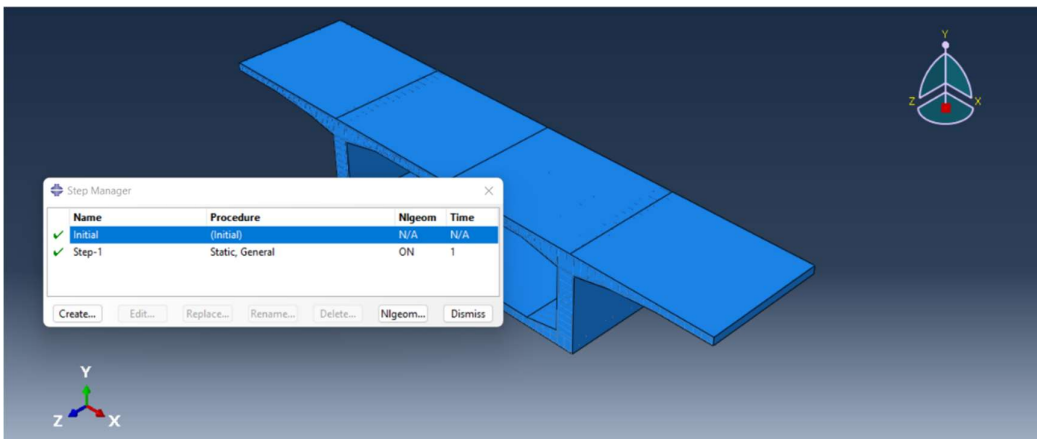 Y
Z X
Step Manager
Name Procedure Nlgeom Time
Initial (Initial) N/A N/A
Step-1 Static, General ON 1
Create... Edit... Replace... Rename... Delete... Nlgeom... Dismiss
Y
Z X